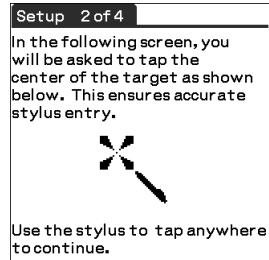 Setup 2 of 4
In the following screen, you
will be asked to tap the
center of the target as shown
below. This ensures accurate
stylus entry.
Use the stylus to tap anywhere
to continue.